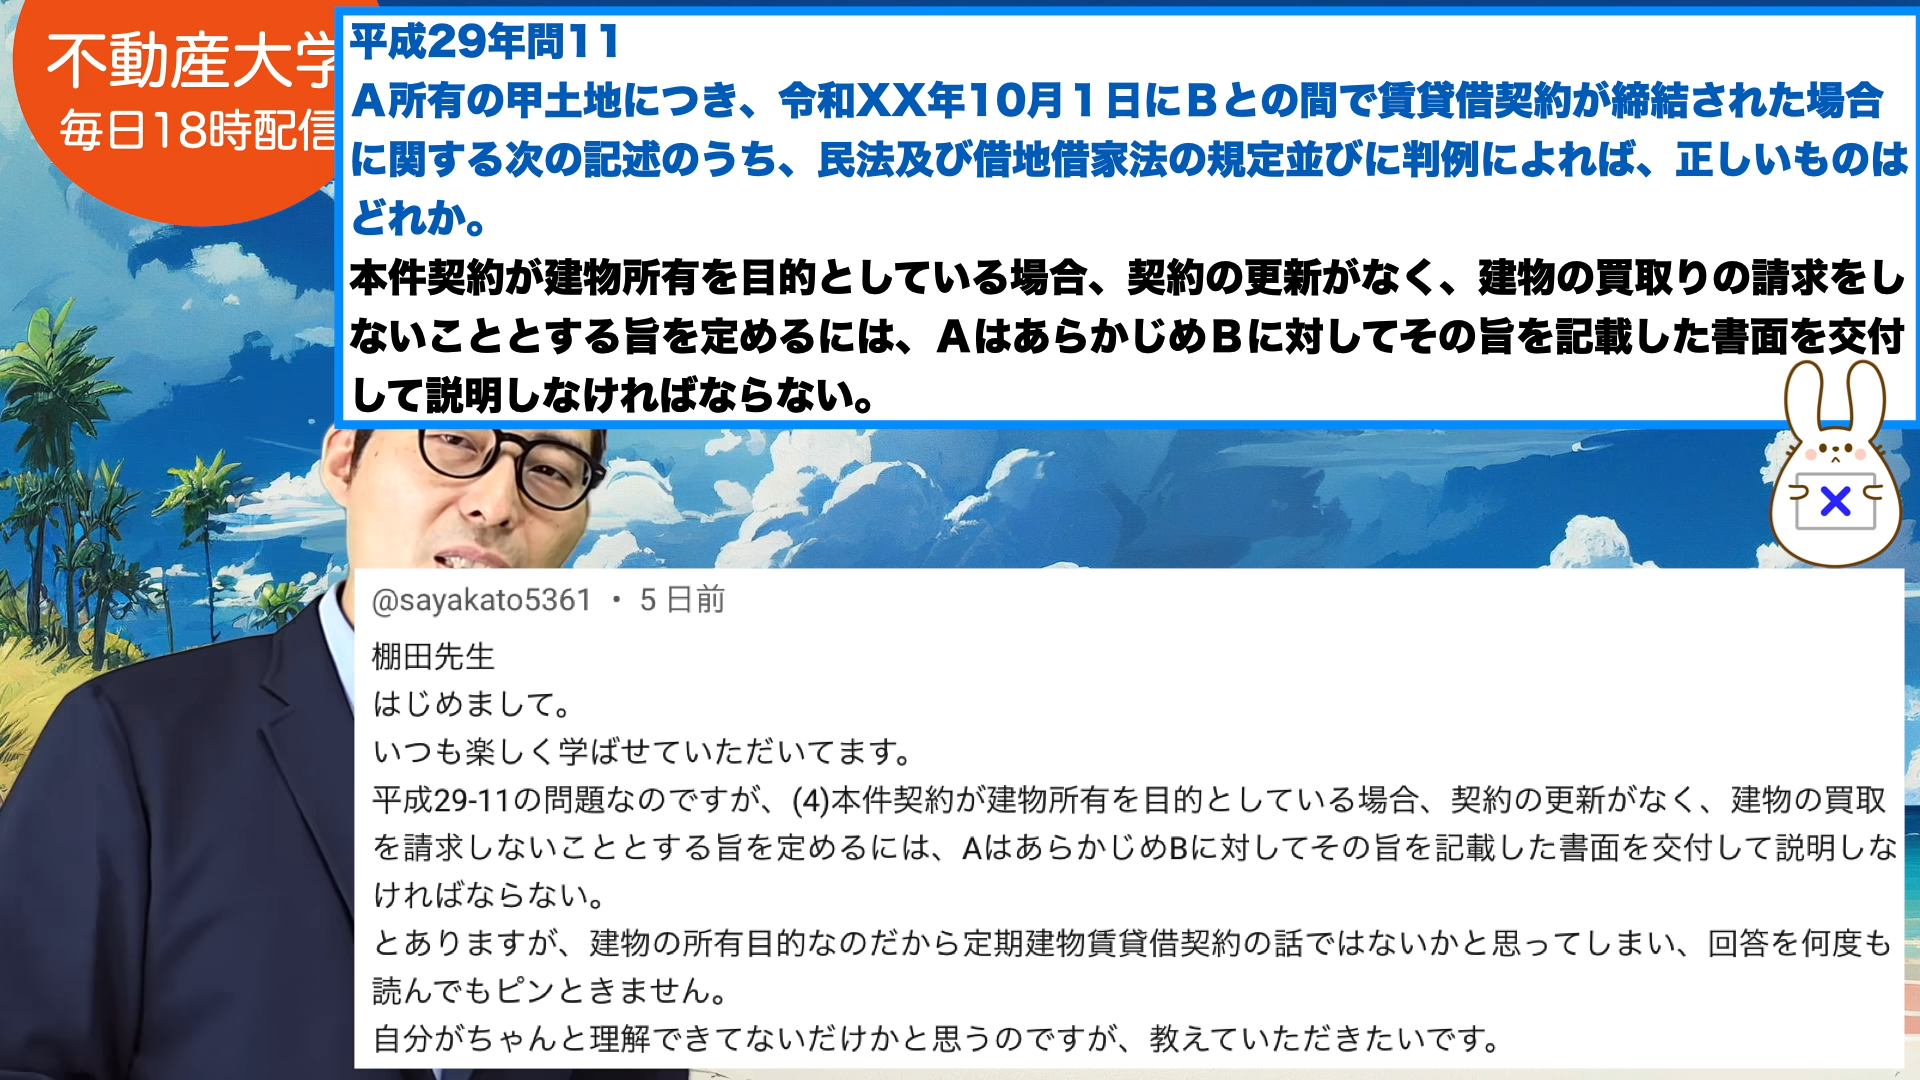 不動産大学
毎日18時配信
平成29年問11
A所有の甲土地につき、令和XX年10月1日にBとの間で賃貸借契約が締結された場合
に関する次の記述のうち、民法及び借地借家法の規定並びに判例によれば、正しいものは
どれか。
本件契約が建物所有を目的としている場合、契約の更新がなく、建物の買取りの請求をし
ないこととする旨を定めるには、AはあらかじめBに対してその旨を記載した書面を交付
して説明しなければならない。
×
@sayakato5361 ・ 5 日前
棚田先生
はじめまして。
いつも楽しく学ばせていただいてます。
平成29-11の問題なのですが、(4)本件契約が建物所有を目的としている場合、契約の更新がなく、建物の買取
を請求しないこととする旨を定めるには、AはあらかじめBに対してその旨を記載した書面を交付して説明しな
ければならない。
とありますが、建物の所有目的なのだから定期建物賃貸借契約の話ではないかと思ってしまい、回答を何度も
読んでもピンときません。
自分がちゃんと理解できてないだけかと思うのですが、教えていただきたいです。